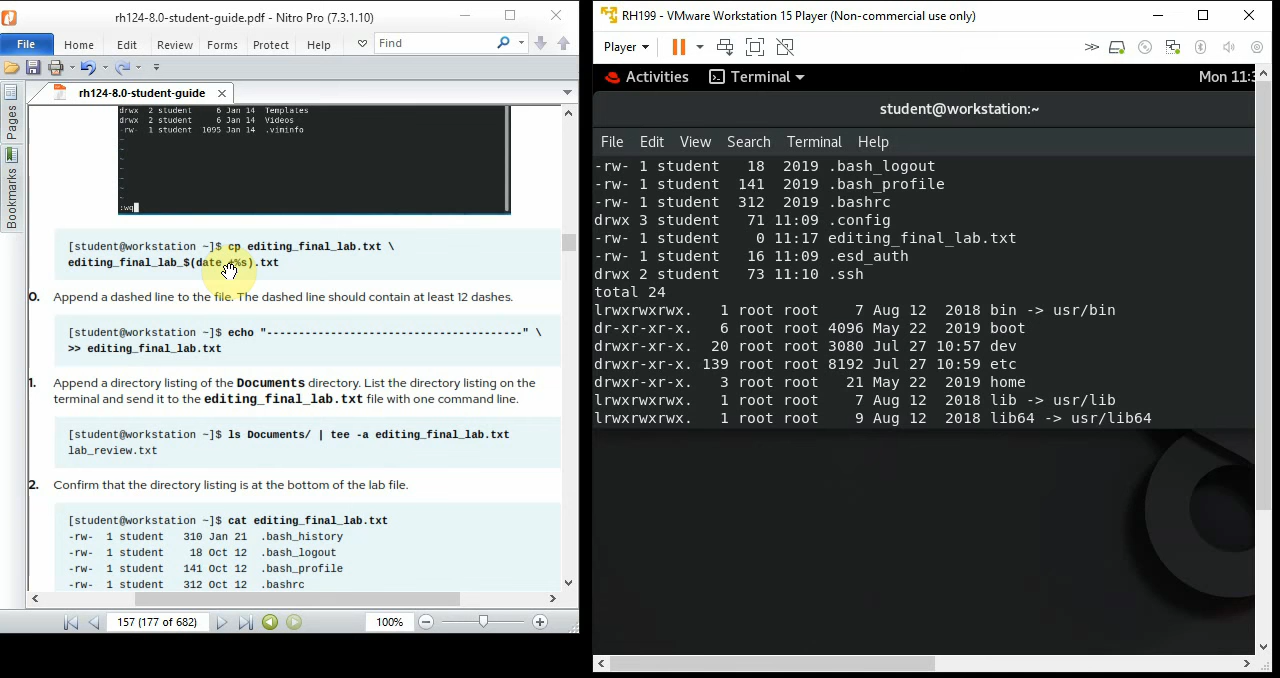 rh124-8.0-student-guide.pdf - Nitro Pro (7.3.1.10)
File Home Edit Review Forms Protect Help Find
rh124-8.0-student-guide
Pages
Bookmarks
drwx 2 student 6 Jan 14 Templates
drwx 2 student 6 Jan 14 Videos
-rw- 1 student 1095 Jan 14 .viminfo
~
~
~
~
~
:wq
[student@workstation ~]$ cp editing_final_lab.txt \
editing_final_lab_$(date +%s).txt
0. Append a dashed line to the file. The dashed line should contain at least 12 dashes.
[student@workstation ~]$ echo "---------------------------------------" \
>> editing_final_lab.txt
1. Append a directory listing of the Documents directory. List the directory listing on the
terminal and send it to the editing_final_lab.txt file with one command line.
[student@workstation ~]$ ls Documents/ | tee -a editing_final_lab.txt
lab_review.txt
2. Confirm that the directory listing is at the bottom of the lab file.
[student@workstation ~]$ cat editing_final_lab.txt
-rw- 1 student 310 Jan 21 .bash_history
-rw- 1 student 18 Oct 12 .bash_logout
-rw- 1 student 141 Oct 12 .bash_profile
-rw- 1 student 312 Oct 12 .bashrc
157 (177 of 682) 100%
RH199 - VMware Workstation 15 Player (Non-commercial use only)
Player
Activities Terminal Mon 11:3
student@workstation:~
File Edit View Search Terminal Help
-rw- 1 student 18 2019 .bash_logout
-rw- 1 student 141 2019 .bash_profile
-rw- 1 student 312 2019 .bashrc
drwx 3 student 71 11:09 .config
-rw- 1 student 0 11:17 editing_final_lab.txt
-rw- 1 student 16 11:09 .esd_auth
drwx 2 student 73 11:10 .ssh
total 24
lrwxrwxrwx. 1 root root 7 Aug 12 2018 bin -> usr/bin
dr-xr-xr-x. 6 root root 4096 May 22 2019 boot
drwxr-xr-x. 20 root root 3080 Jul 27 10:57 dev
drwxr-xr-x. 139 root root 8192 Jul 27 10:59 etc
drwxr-xr-x. 3 root root 21 May 22 2019 home
lrwxrwxrwx. 1 root root 7 Aug 12 2018 lib -> usr/lib
lrwxrwxrwx. 1 root root 9 Aug 12 2018 lib64 -> usr/lib64